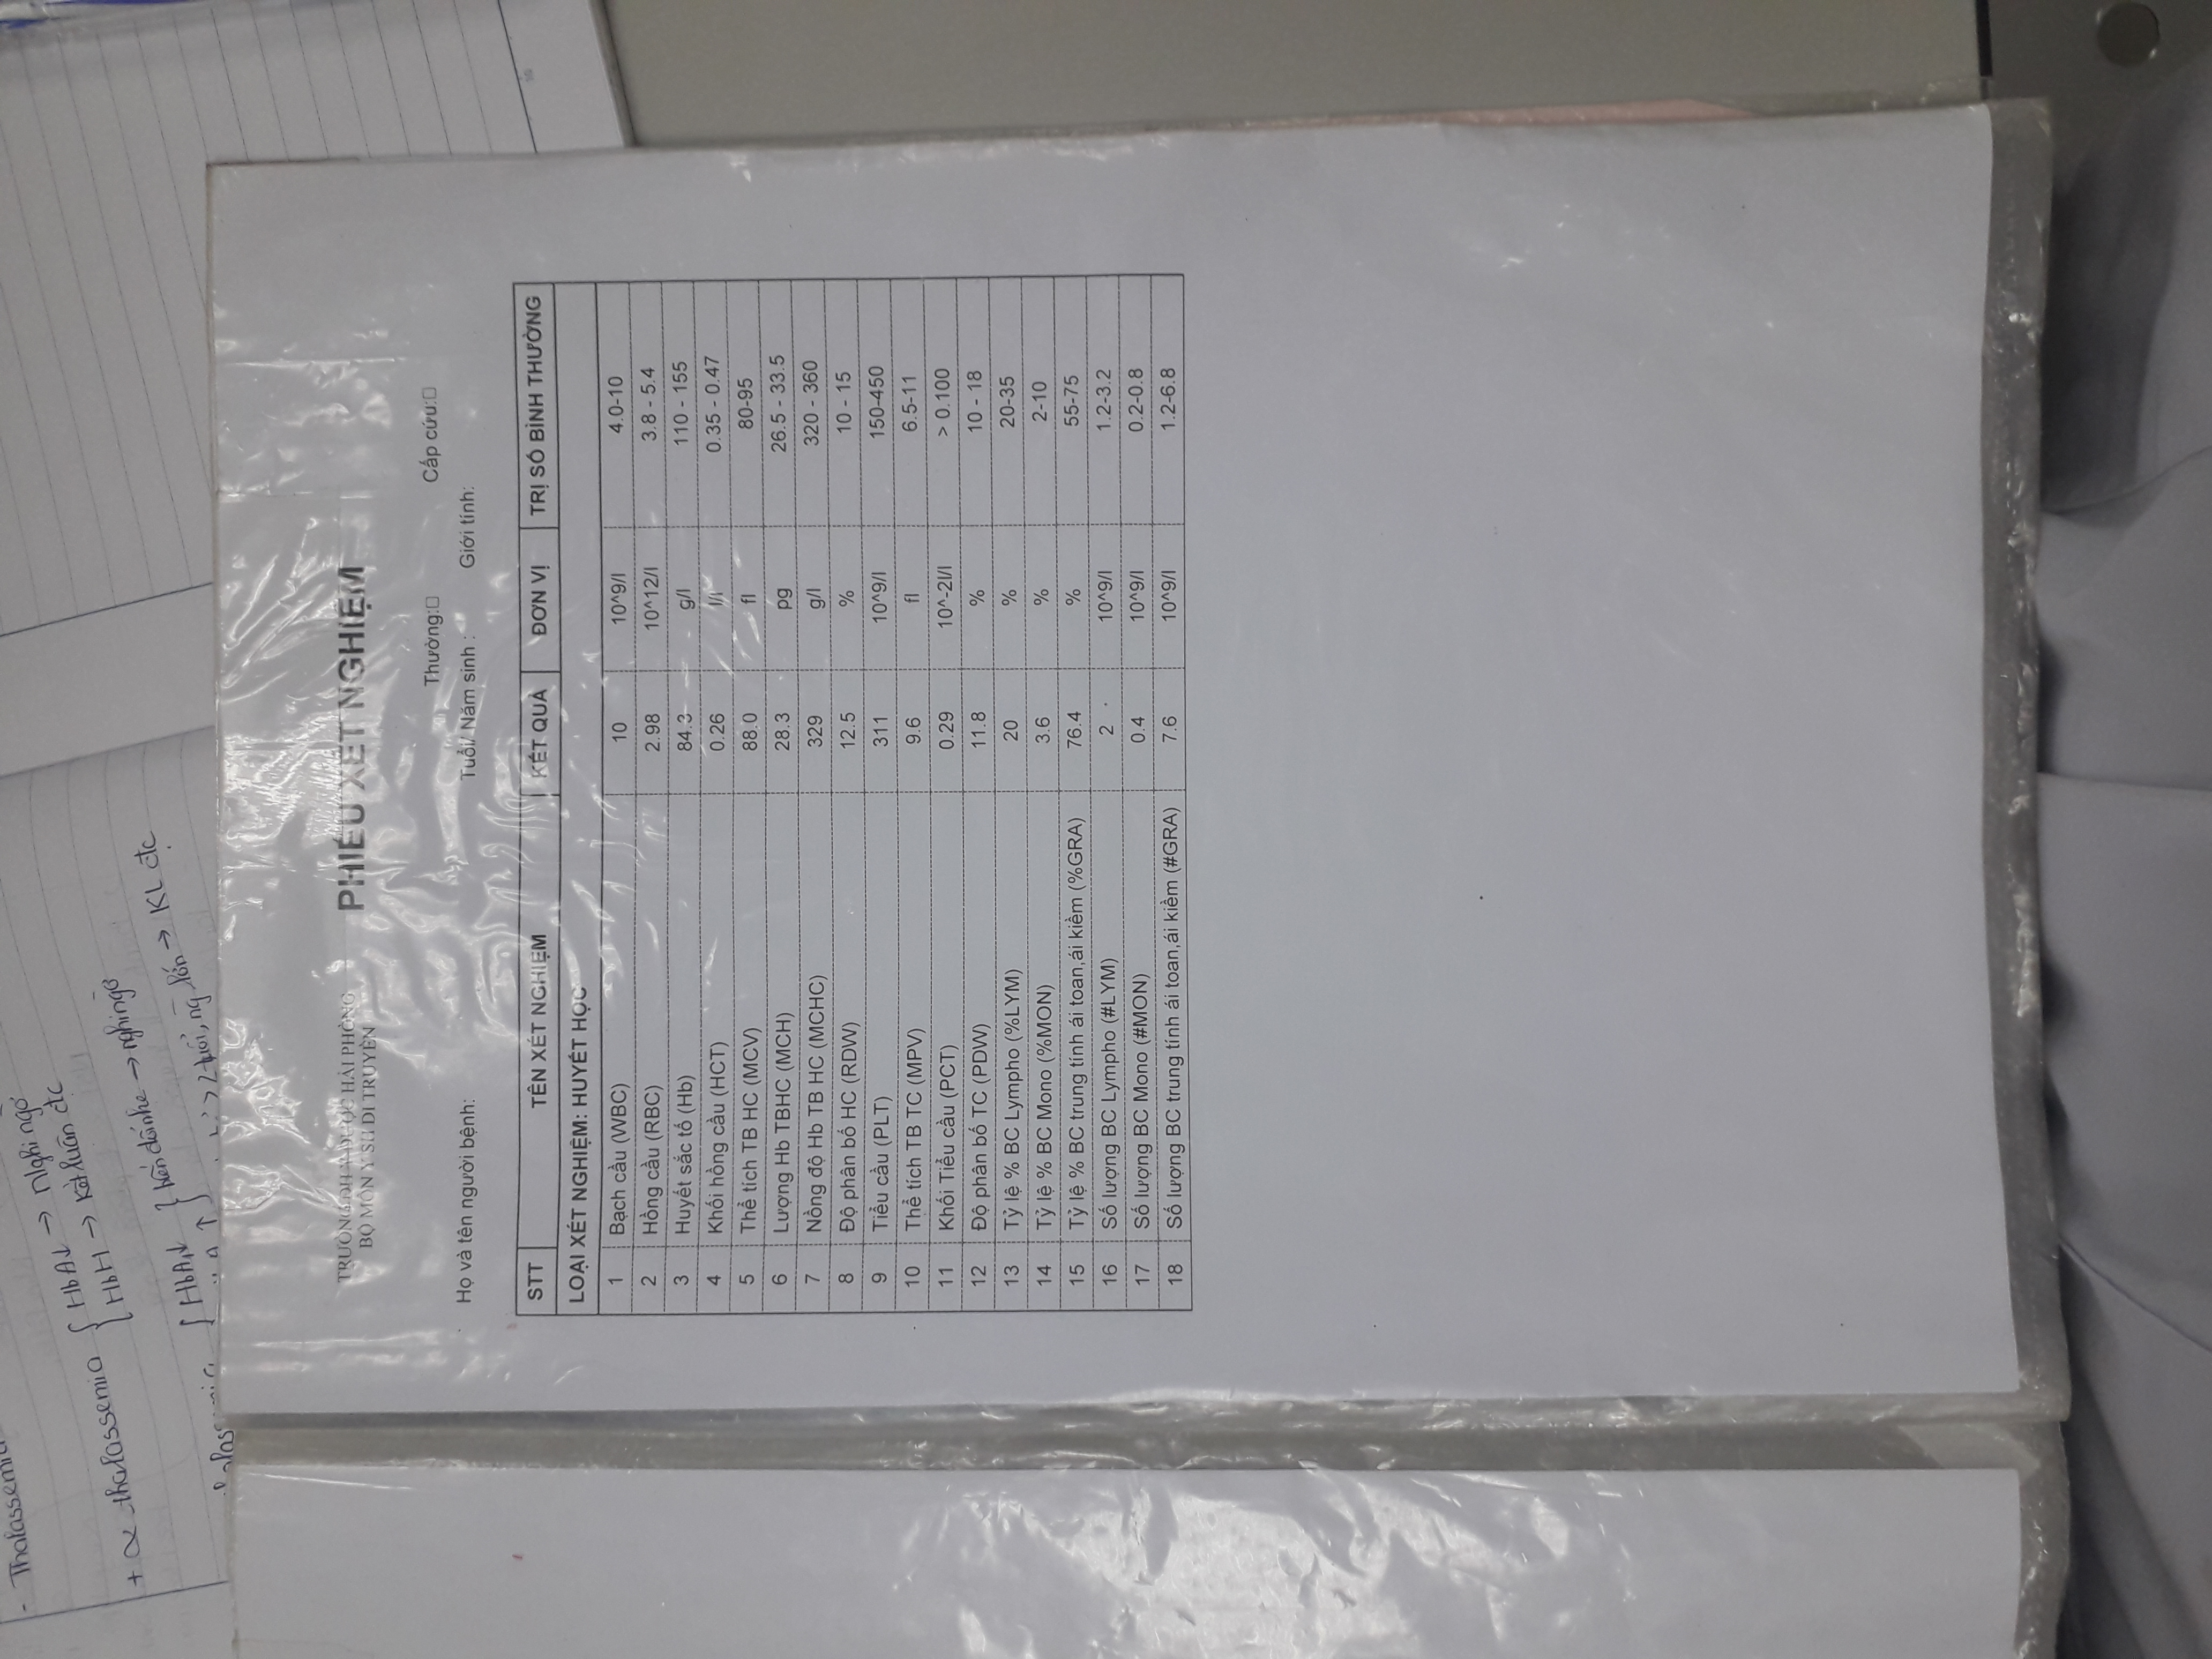 - Thalassemia
+ α thalassemia { HbA↓ → Nghi ngờ
HbH → Kết luận đc
HbA↓ } biến đổi nhẹ → nghi ngờ
↑ > 2 tuổi, ng lớn → KL đc
TRƯỜNG ĐH Y DƯỢC HẢI PHÒNG
BỘ MÔN Y SH DI TRUYỀN
PHIẾU XÉT NGHIỆM
Thường:□ Cấp cứu:□
Họ và tên người bệnh: Tuổi/ Năm sinh : Giới tính:
STT TÊN XÉT NGHIỆM KẾT QUẢ ĐƠN VỊ TRỊ SỐ BÌNH THƯỜNG
LOẠI XÉT NGHIỆM: HUYẾT HỌC
1 Bạch cầu (WBC) 10 10^9/l 4.0-10
2 Hồng cầu (RBC) 2.98 10^12/l 3.8 - 5.4
3 Huyết sắc tố (Hb) 84.3 g/l 110 - 155
4 Khối hồng cầu (HCT) 0.26 l/l 0.35 - 0.47
5 Thể tích TB HC (MCV) 88.0 fl 80-95
6 Lượng Hb TBHC (MCH) 28.3 pg 26.5 - 33.5
7 Nồng độ Hb TB HC (MCHC) 329 g/l 320 - 360
8 Độ phân bố HC (RDW) 12.5 % 10 - 15
9 Tiểu cầu (PLT) 311 10^9/l 150-450
10 Thể tích TB TC (MPV) 9.6 fl 6.5-11
11 Khối Tiểu cầu (PCT) 0.29 10^-2l/l > 0.100
12 Độ phân bố TC (PDW) 11.8 % 10 - 18
13 Tỷ lệ % BC Lympho (%LYM) 20 % 20-35
14 Tỷ lệ % BC Mono (%MON) 3.6 % 2-10
15 Tỷ lệ % BC trung tính ái toan,ái kiềm (%GRA) 76.4 % 55-75
16 Số lượng BC Lympho (#LYM) 2 10^9/l 1.2-3.2
17 Số lượng BC Mono (#MON) 0.4 10^9/l 0.2-0.8
18 Số lượng BC trung tính ái toan,ái kiềm (#GRA) 7.6 10^9/l 1.2-6.8